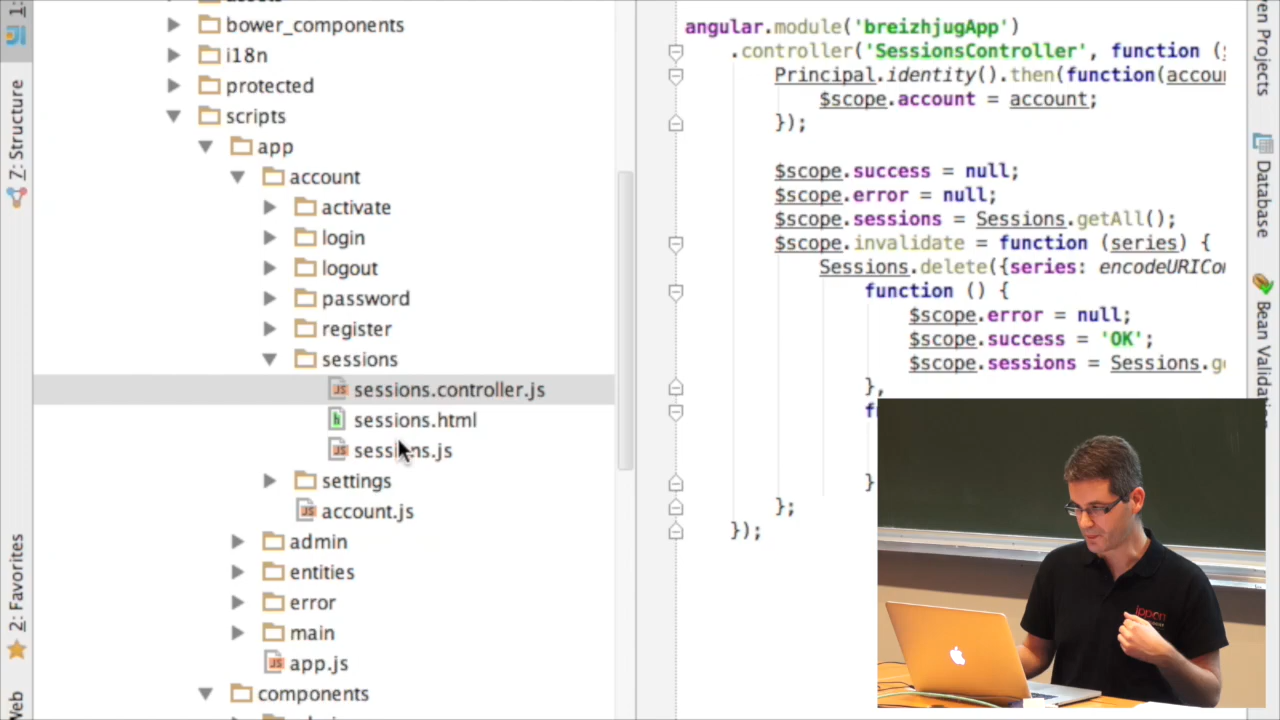 1:
Z: Structure
2: Favorites
Web
assets
bower_components
i18n
protected
scripts
app
account
activate
login
logout
password
register
sessions
sessions.controller.js
sessions.html
sessions.js
settings
account.js
admin
entities
error
main
app.js
components
angular.module('breizhjugApp')
.controller('SessionsController', function (
Principal.identity().then(function(accou
$scope.account = account;
});
$scope.success = null;
$scope.error = null;
$scope.sessions = Sessions.getAll();
$scope.invalidate = function (series) {
Sessions.delete({series: encodeURICo
function () {
$scope.error = null;
$scope.success = 'OK';
$scope.sessions = Sessions.g
},
f
}
};
});
ven Projects
Database
Bean Validatio
ippon